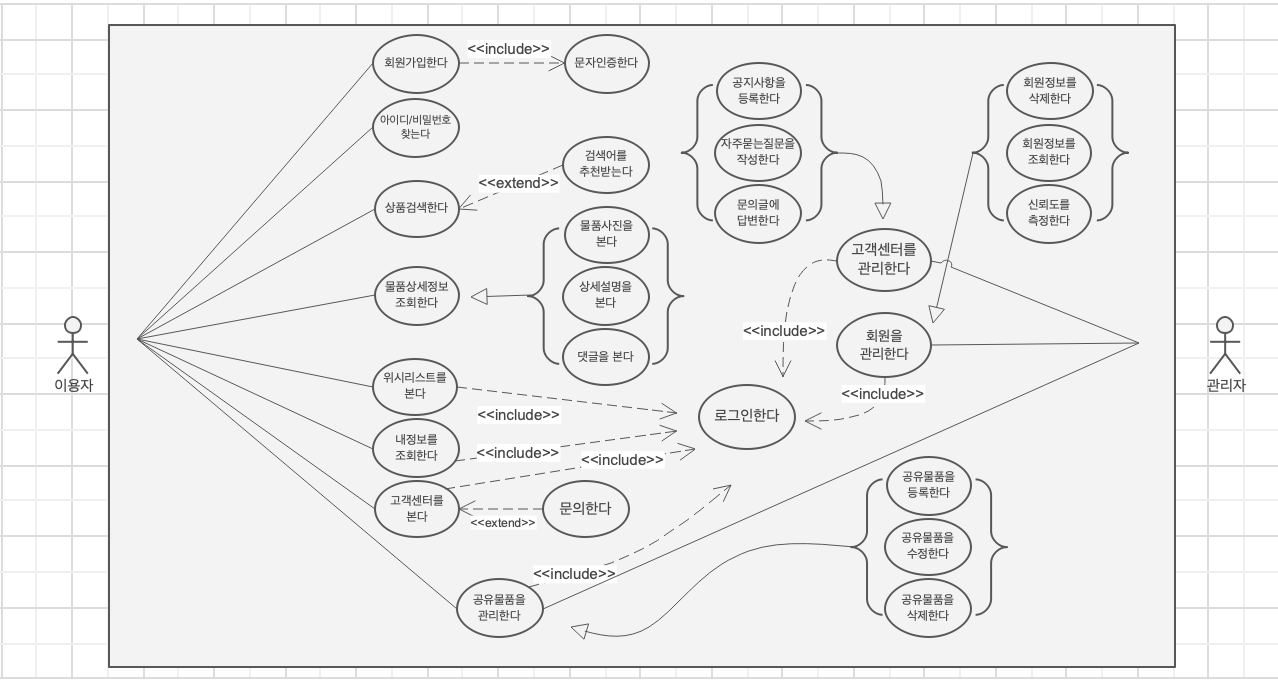 회원가입한다
<<include>>
문자인증한다
아이디/비밀번호
찾는다
검색어를
추천받는다
<<extend>>
상품검색한다
물품사진을
본다
물품상세정보
조회한다
상세설명을
본다
댓글을 본다
이용자
위시리스트를
본다
<<include>>
내정보를
조회한다
<<include>>
<<include>>
고객센터를
본다
<<extend>>
문의한다
<<include>>
공유물품을
관리한다
공지사항을
등록한다
자주묻는질문을
작성한다
문의글에
답변한다
회원정보를
삭제한다
회원정보를
조회한다
신뢰도를
측정한다
고객센터를
관리한다
<<include>>
회원을
관리한다
<<include>>
로그인한다
관리자
공유물품을
등록한다
공유물품을
수정한다
공유물품을
삭제한다